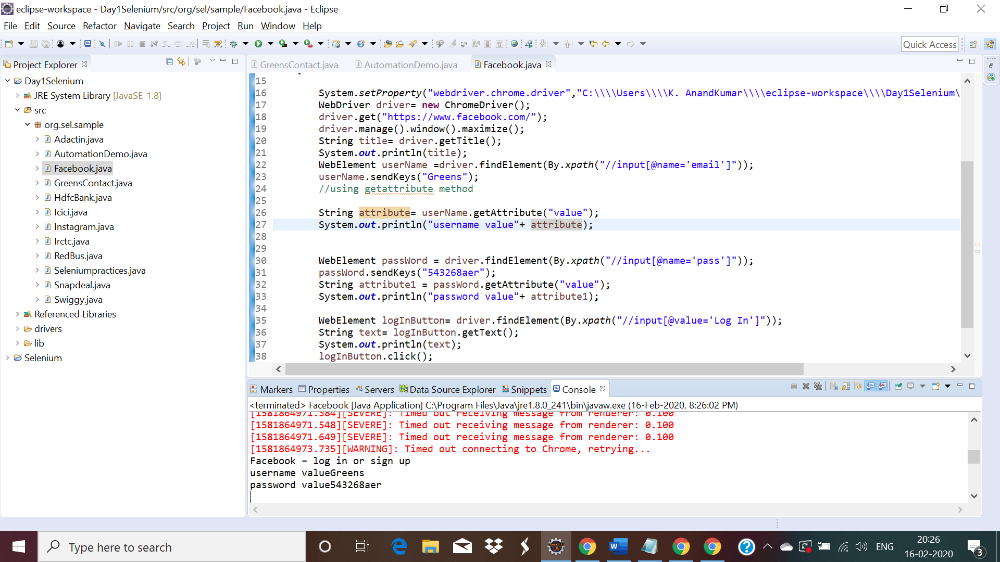 eclipse-workspace - Day1Selenium/src/org/sel/sample/Facebook.java - Eclipse
File Edit Source Refactor Navigate Search Project Run Window Help
Quick Access
Project Explorer
Day1Selenium
JRE System Library [JavaSE-1.8]
src
org.sel.sample
Adactin.java
AutomationDemo.java
Facebook.java
GreensContact.java
HdfcBank.java
Icici.java
Instagram.java
Irctc.java
RedBus.java
Seleniumpractices.java
Snapdeal.java
Swiggy.java
Referenced Libraries
drivers
lib
Selenium
GreensContact.java AutomationDemo.java Facebook.java
15
16 System.setProperty("webdriver.chrome.driver","C:\\\\Users\\\\K. AnandKumar\\\\eclipse-workspace\\\\Day1Selenium\
17 WebDriver driver= new ChromeDriver();
18 driver.get("https://www.facebook.com/");
19 driver.manage().window().maximize();
20 String title= driver.getTitle();
21 System.out.println(title);
22 WebElement userName =driver.findElement(By.xpath("//input[@name='email']"));
23 userName.sendKeys("Greens");
24 //using getattribute method
25
26 String attribute= userName.getAttribute("value");
27 System.out.println("username value"+ attribute);
28
29
30 WebElement passWord = driver.findElement(By.xpath("//input[@name='pass']"));
31 passWord.sendKeys("543268aer");
32 String attribute1 = passWord.getAttribute("value");
33 System.out.println("password value"+ attribute1);
34
35 WebElement logInButton= driver.findElement(By.xpath("//input[@value='Log In']"));
36 String text= logInButton.getText();
37 System.out.println(text);
38 logInButton.click();
Markers Properties Servers Data Source Explorer Snippets Console
<terminated> Facebook [Java Application] C:\Program Files\Java\jre1.8.0_241\bin\javaw.exe (16-Feb-2020, 8:26:02 PM)
[1581864971.384][SEVERE]: Timed out receiving message from renderer: 0.100
[1581864971.548][SEVERE]: Timed out receiving message from renderer: 0.100
[1581864971.649][SEVERE]: Timed out receiving message from renderer: 0.100
[1581864973.735][WARNING]: Timed out connecting to Chrome, retrying...
Facebook – log in or sign up
username valueGreens
password value543268aer
Type here to search
Java EE
IDE
ENG
20:26
16-02-2020
3